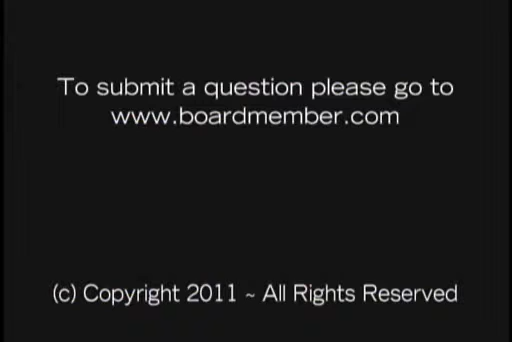 To submit a question please go to
www.boardmember.com
(c) Copyright 2011 ~ All Rights Reserved